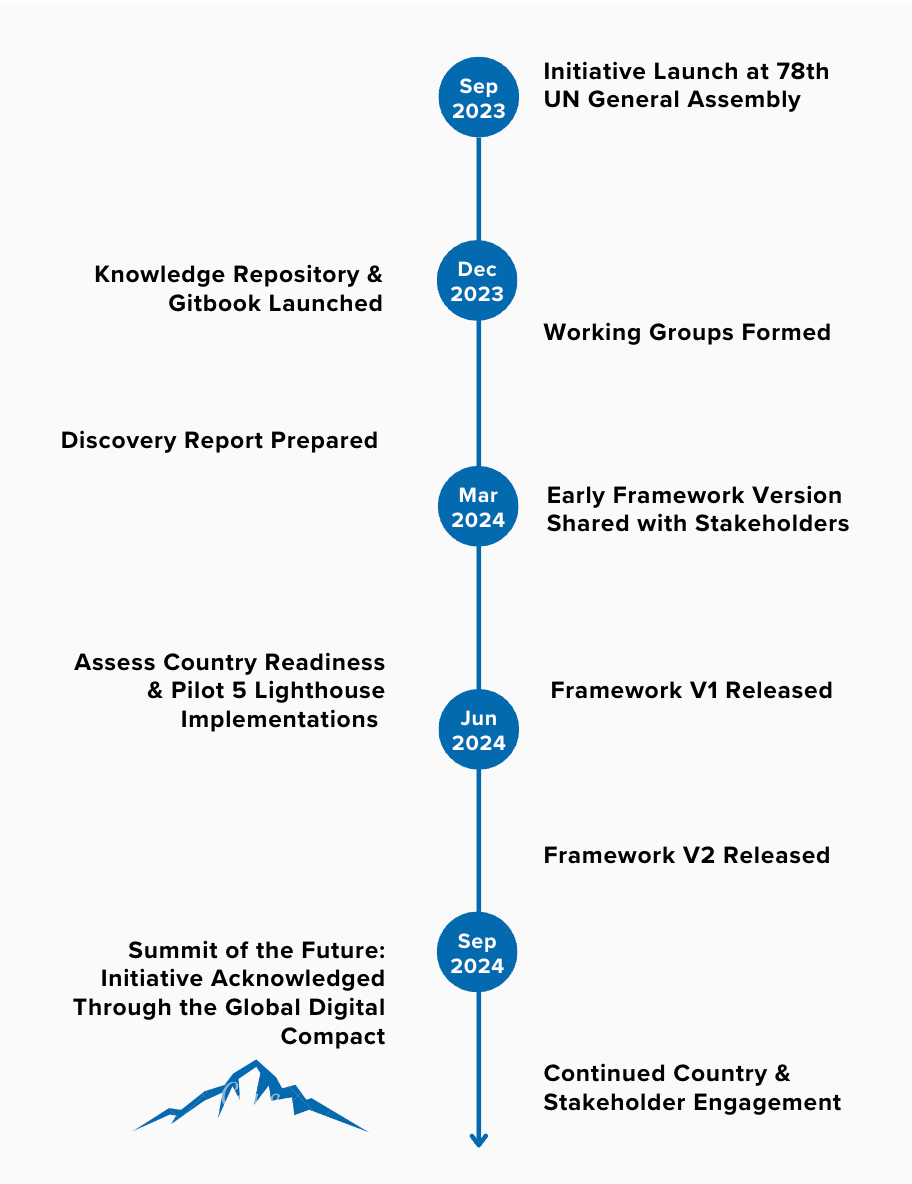 Sep
2023
Initiative Launch at 78th
UN General Assembly
Dec
2023
Knowledge Repository &
Gitbook Launched
Working Groups Formed
Discovery Report Prepared
Mar
2024
Early Framework Version
Shared with Stakeholders
Assess Country Readiness
& Pilot 5 Lighthouse
Implementations
Framework V1 Released
Jun
2024
Framework V2 Released
Sep
2024
Summit of the Future:
Initiative Acknowledged
Through the Global Digital
Compact
Continued Country &
Stakeholder Engagement